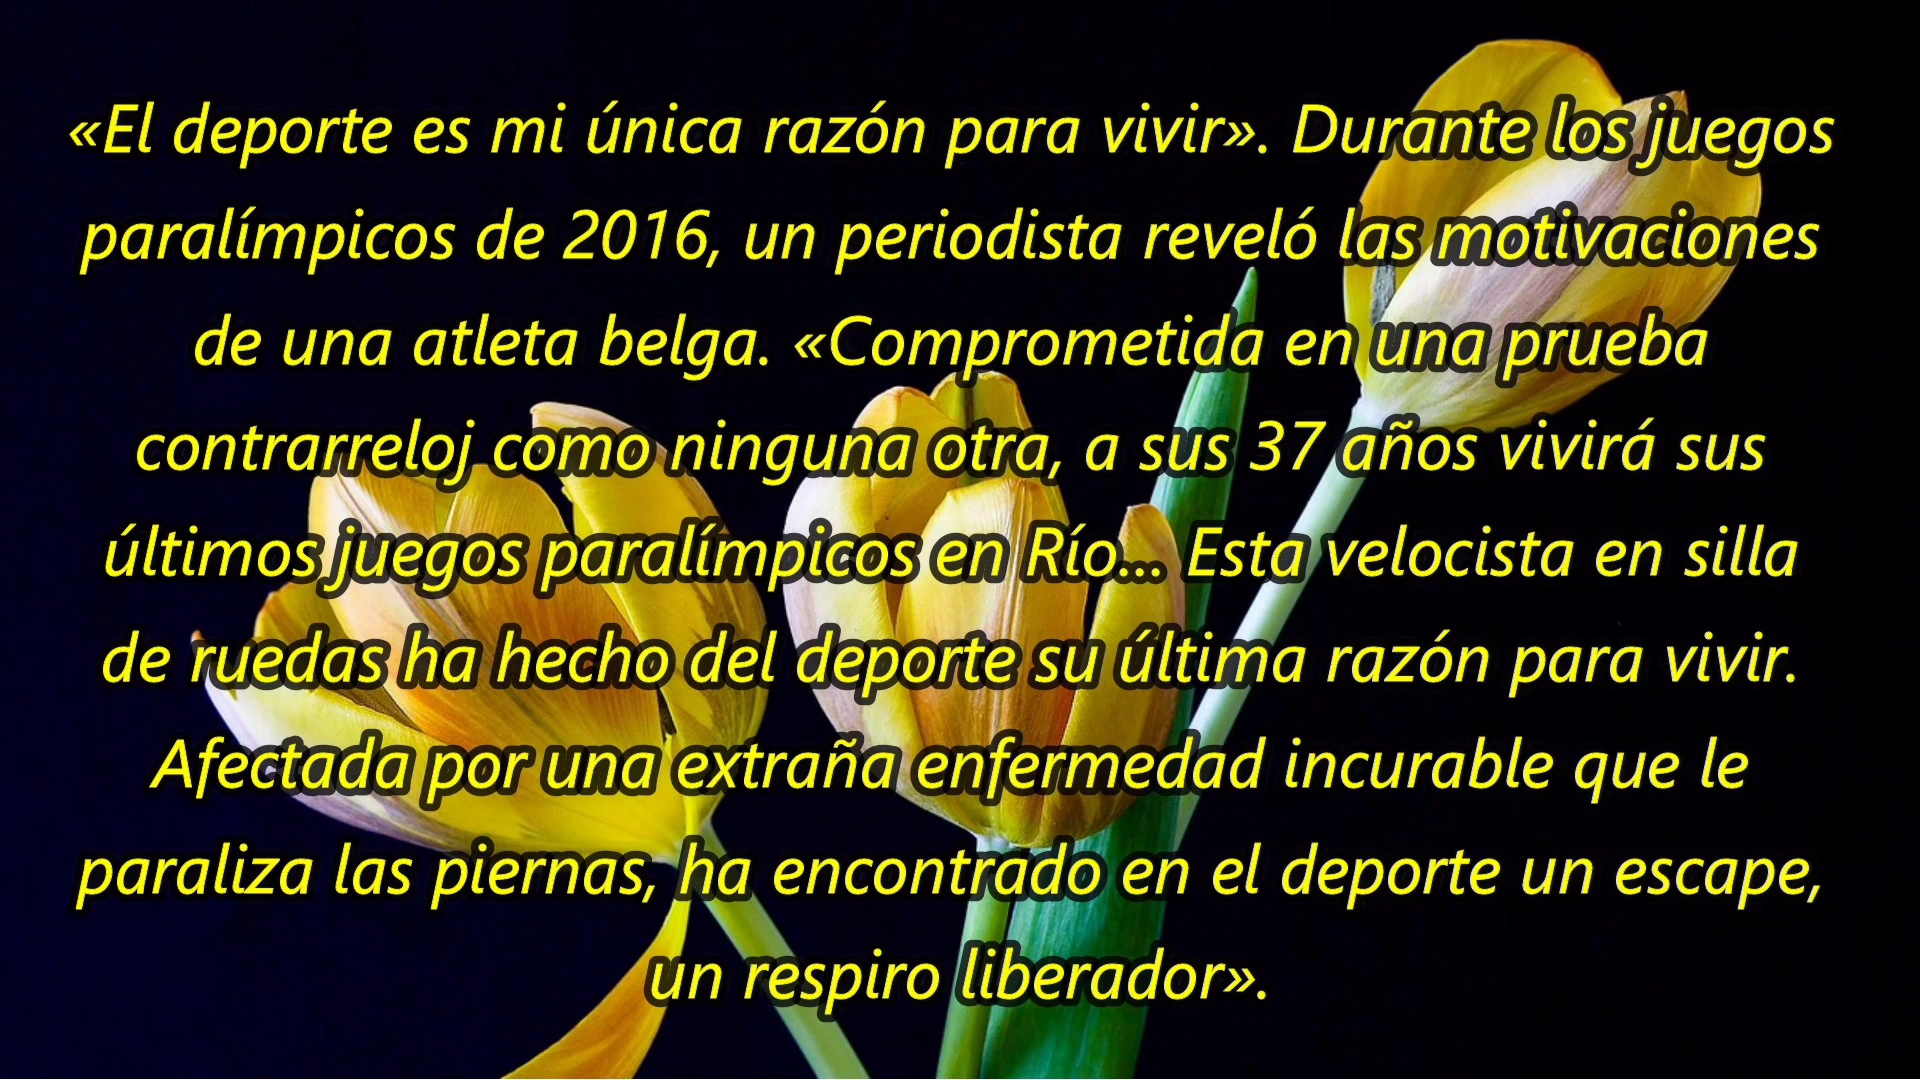 «El deporte es mi única razón para vivir». Durante los juegos
paralímpicos de 2016, un periodista reveló las motivaciones
de una atleta belga. «Comprometida en una prueba
contrarreloj como ninguna otra, a sus 37 años vivirá sus
últimos juegos paralímpicos en Río... Esta velocista en silla
de ruedas ha hecho del deporte su última razón para vivir.
Afectada por una extraña enfermedad incurable que le
paraliza las piernas, ha encontrado en el deporte un escape,
un respiro liberador».